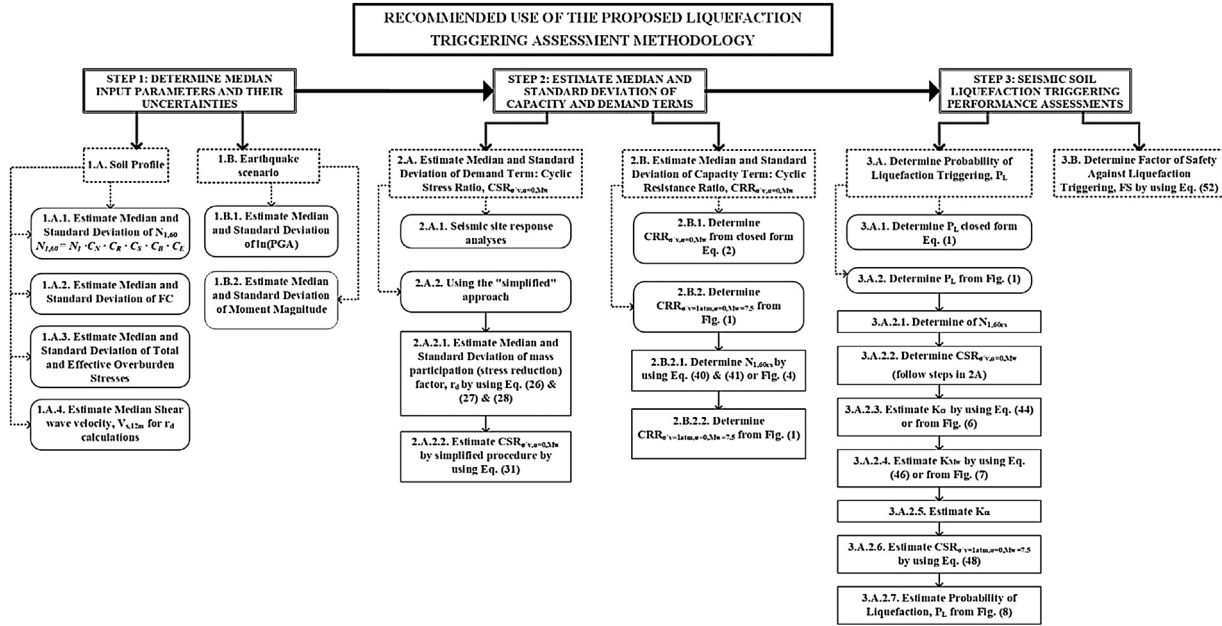 RECOMMENDED USE OF THE PROPOSED LIQUEFACTION
TRIGGERING ASSESSMENT METHODOLOGY
STEP 1: DETERMINE MEDIAN
INPUT PARAMETERS AND THEIR
UNCERTAINTIES
1.A. Soil Profile
1.A.1. Estimate Median and
Standard Deviation of N1,60
N1,60 = N1 · CN · CR · CS · CB · CE
1.A.2. Estimate Median and
Standard Deviation of FC
1.A.3. Estimate Median and
Standard Deviation of Total
and Effective Overburden
Stresses
1.A.4. Estimate Median Shear
wave velocity, Vs,12m for rd
calculations
1.B. Earthquake
scenario
1.B.1. Estimate Median
and Standard Deviation
of ln(PGA)
1.B.2. Estimate Median
and Standard Deviation
of Moment Magnitude
STEP 2: ESTIMATE MEDIAN AND
STANDARD DEVIATION OF
CAPACITY AND DEMAND TERMS
2.A. Estimate Median and Standard
Deviation of Demand Term: Cyclic
Stress Ratio, CSRσ'v,α=0,Mw
2.A.1. Seismic site response
analyses
2.A.2. Using the "simplified"
approach
2.A.2.1. Estimate Median and
Standard Deviation of mass
participation (stress reduction)
factor, rd by using Eq. (26) &
(27) & (28)
2.A.2.2. Estimate CSRσ'v,α=0,Mw
by simplified procedure by
using Eq. (31)
2.B. Estimate Median and Standard
Deviation of Capacity Term: Cyclic
Resistance Ratio, CRRσ'v,α=0,Mw
2.B.1. Determine
CRRσ'v,α=0,Mw from closed form
Eq. (2)
2.B.2. Determine
CRRσ'v=1atm,α=0,Mw=7.5 from
Fig. (1)
2.B.2.1. Determine N1,60cs by
using Eq. (40) & (41) or Fig. (4)
2.B.2.2. Determine
CRRσ'v=1atm,α=0,Mw=7.5 from Fig. (1)
STEP 3: SEISMIC SOIL
LIQUEFACTION TRIGGERING
PERFORMANCE ASSESSMENTS
3.A. Determine Probability of
Liquefaction Triggering, PL
3.A.1. Determine PL closed form
Eq. (1)
3.A.2. Determine PL from Fig. (1)
3.A.2.1. Determine of N1,60cs
3.A.2.2. Determine CSRσ'v,α=0,Mw
(follow steps in 2A)
3.A.2.3. Estimate Kσ by using Eq. (44)
or from Fig. (6)
3.A.2.4. Estimate KMw by using Eq.
(46) or from Fig. (7)
3.A.2.5. Estimate Kα
3.A.2.6. Estimate CSRσ'v=1atm,α=0,Mw=7.5
by using Eq. (48)
3.A.2.7. Estimate Probability of
Liquefaction, PL from Fig. (8)
3.B. Determine Factor of Safety
Against Liquefaction
Triggering, FS by using Eq. (52)